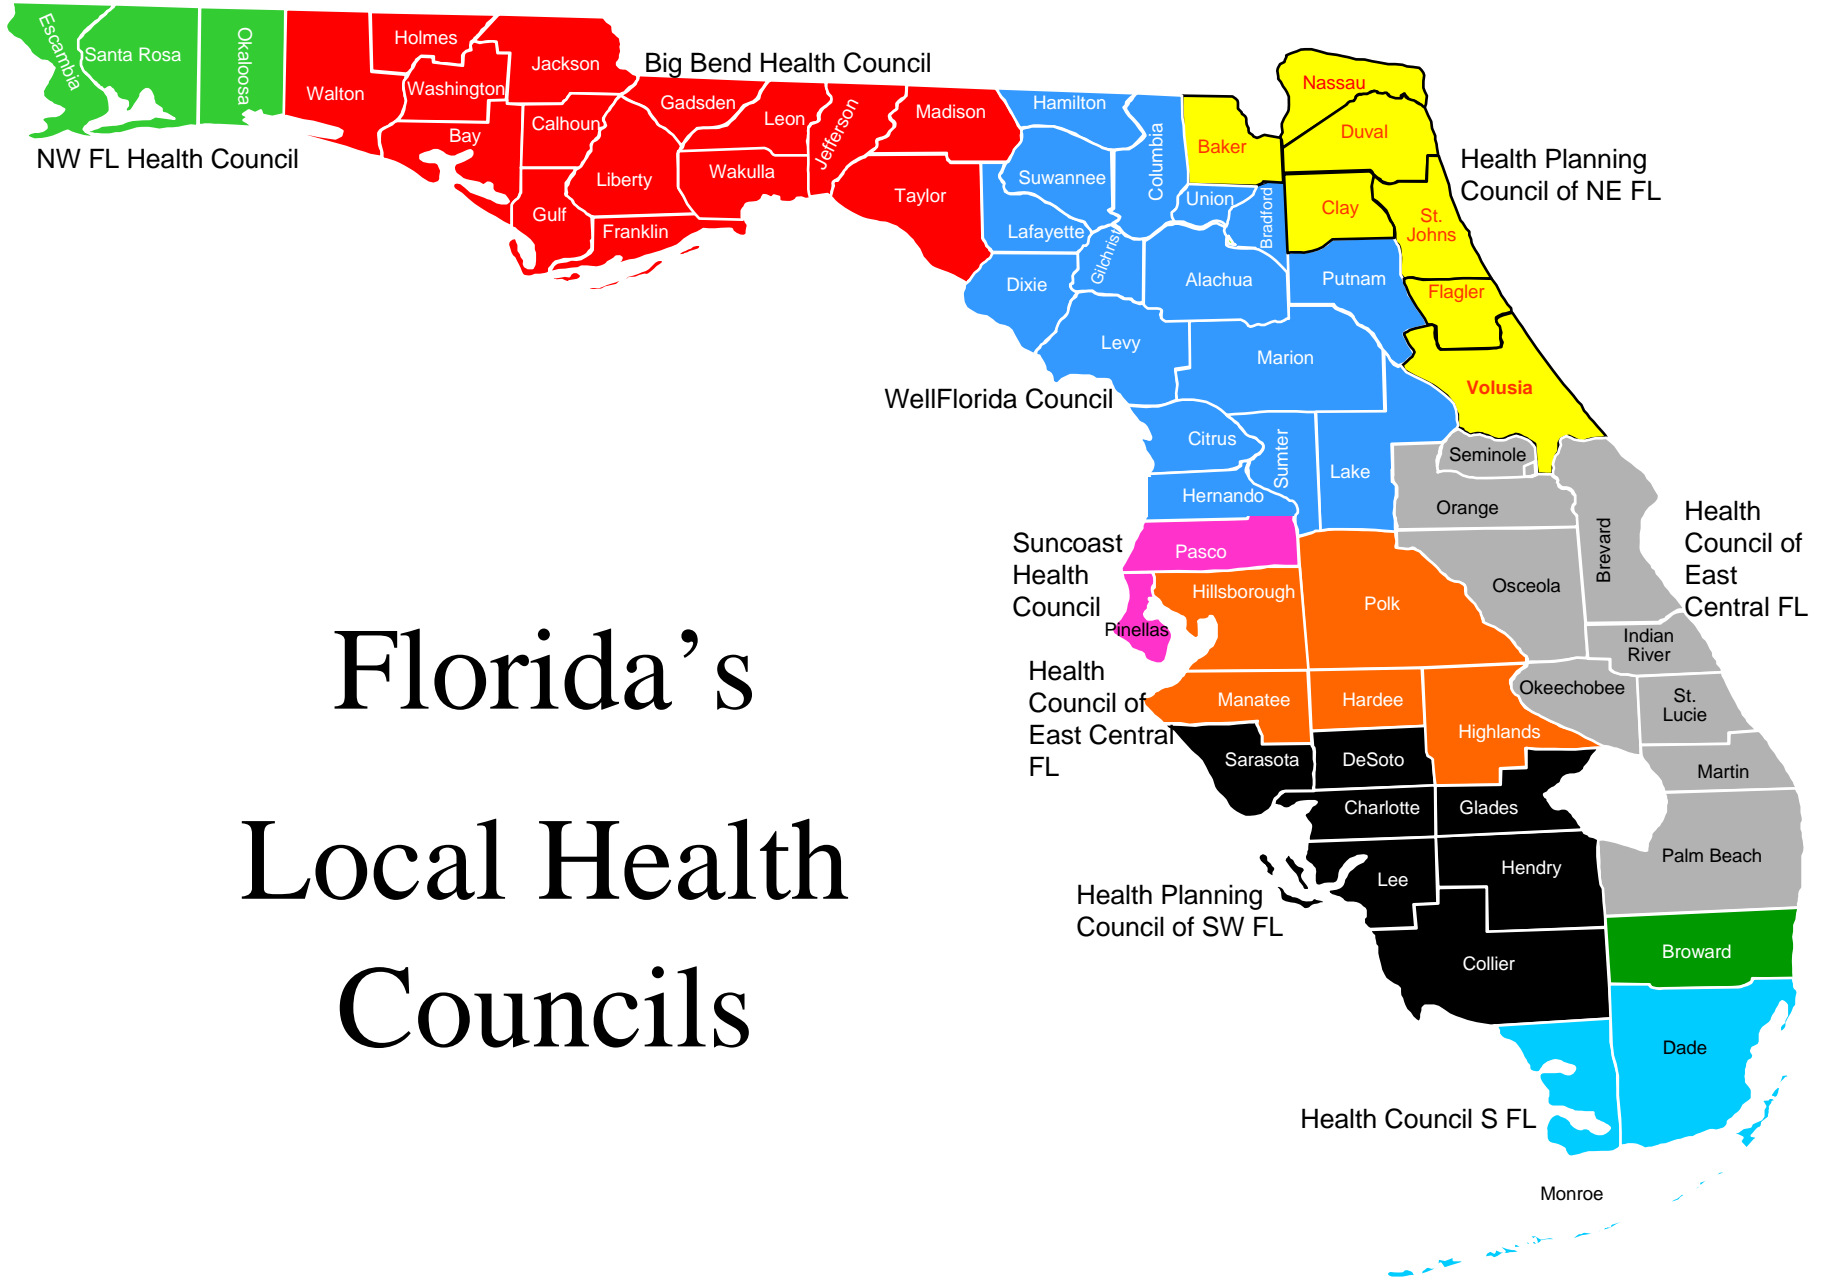 Escambia
Santa Rosa
Okaloosa
Walton
Holmes
Washington
Jackson
Bay
Calhoun
Gulf
Liberty
Gadsden
Franklin
Leon
Wakulla
Jefferson
Madison
Taylor
NW FL Health Council
Big Bend Health Council
Hamilton
Suwannee
Lafayette
Columbia
Union
Bradford
Gilchrist
Dixie
Alachua
Putnam
Levy
Marion
Citrus
Sumter
Lake
Hernando
WellFlorida Council
Nassau
Duval
Baker
Clay
St.
Johns
Flagler
Volusia
Health Planning
Council of NE FL
Seminole
Orange
Brevard
Osceola
Indian
River
Okeechobee
St.
Lucie
Martin
Palm Beach
Health
Council of
East
Central FL
Pasco
Pinellas
Suncoast
Health
Council
Hillsborough
Polk
Manatee
Hardee
Highlands
Health
Council of
East Central
FL
Sarasota
DeSoto
Charlotte
Glades
Lee
Hendry
Collier
Health Planning
Council of SW FL
Broward
Dade
Monroe
Health Council S FL
Florida’s
Local Health
Councils